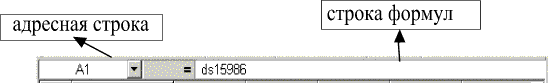 адресная строка
строка формул
A1 = ds15986